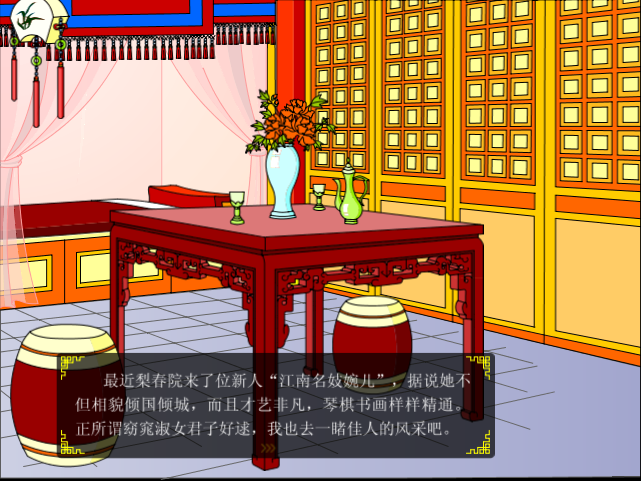 最近梨春院来了位新人“江南名妓婉儿”，据说她不
但相貌倾国倾城，而且才艺非凡，琴棋书画样样精通。
正所谓窈窕淑女君子好逑，我也去一睹佳人的风采吧。